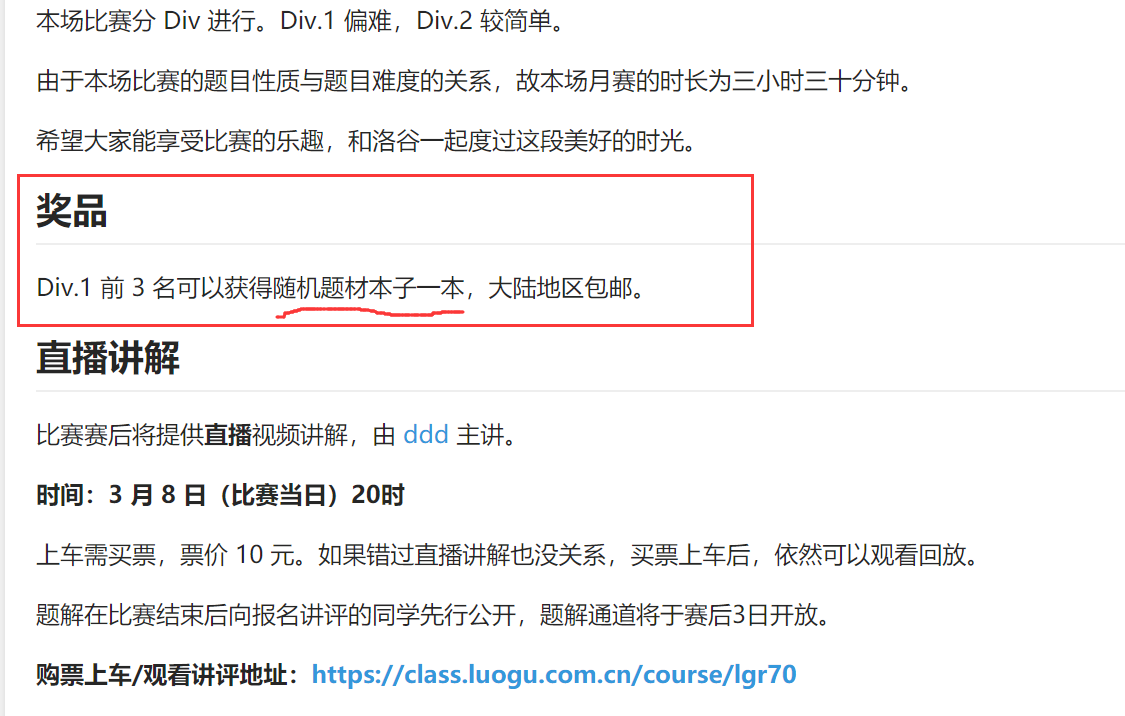 本场比赛分 Div 进行。Div.1 偏难，Div.2 较简单。
由于本场比赛的题目性质与题目难度的关系，故本场月赛的时长为三小时三十分钟。
希望大家能享受比赛的乐趣，和洛谷一起度过这段美好的时光。
奖品
Div.1 前 3 名可以获得随机题材本子一本，大陆地区包邮。
直播讲解
比赛赛后将提供直播视频讲解，由 ddd 主讲。
时间：3 月 8 日（比赛当日）20时
上车需买票，票价 10 元。如果错过直播讲解也没关系，买票上车后，依然可以观看回放。
题解在比赛结束后向报名讲评的同学先行公开，题解通道将于赛后3日开放。
购票上车/观看讲评地址：https://class.luogu.com.cn/course/lgr70